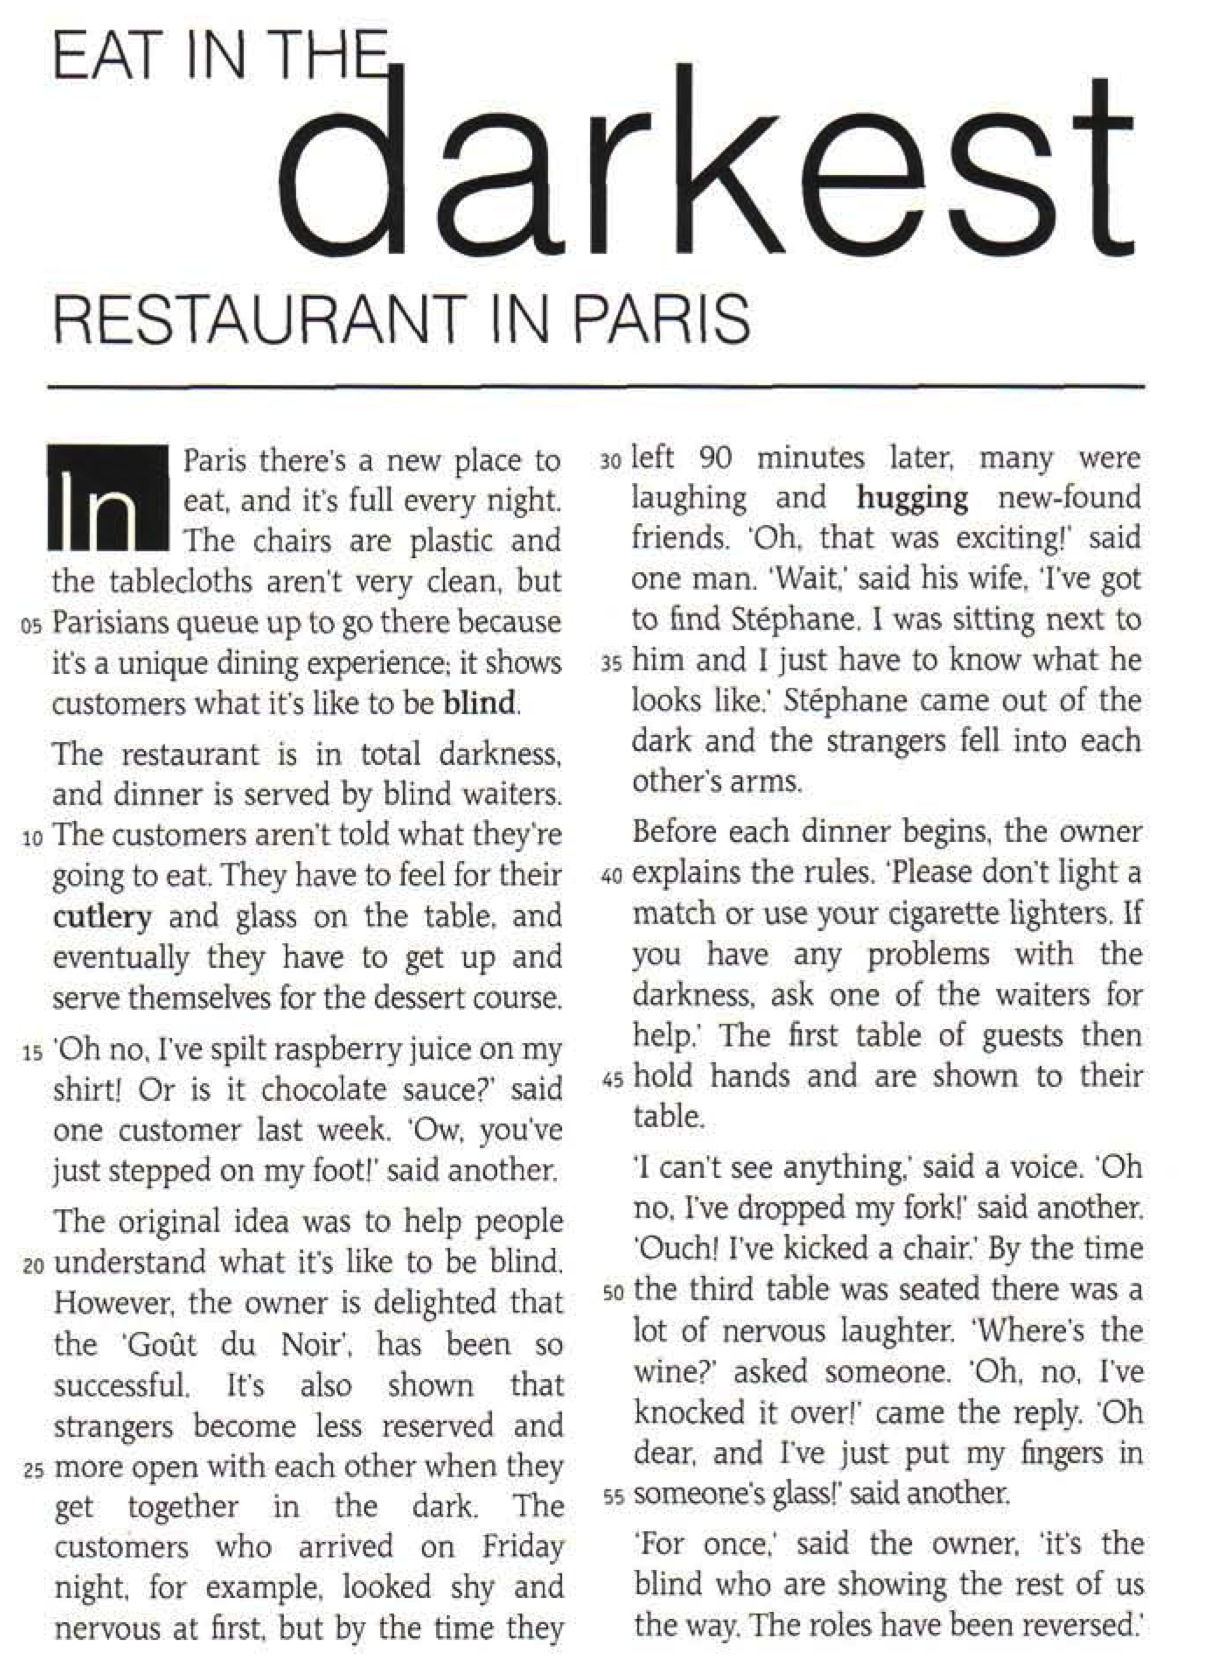 EAT IN THE
darkest
RESTAURANT IN PARIS
In Paris there's a new place to
eat, and it's full every night.
The chairs are plastic and
the tablecloths aren't very clean, but
05 Parisians queue up to go there because
it's a unique dining experience; it shows
customers what it's like to be blind.
The restaurant is in total darkness,
and dinner is served by blind waiters.
10 The customers aren't told what they're
going to eat. They have to feel for their
cutlery and glass on the table, and
eventually they have to get up and
serve themselves for the dessert course.
15 'Oh no, I've spilt raspberry juice on my
shirt! Or is it chocolate sauce?' said
one customer last week. 'Ow, you've
just stepped on my foot!' said another.
The original idea was to help people
20 understand what it's like to be blind.
However, the owner is delighted that
the 'Goût du Noir', has been so
successful. It's also shown that
strangers become less reserved and
25 more open with each other when they
get together in the dark. The
customers who arrived on Friday
night, for example, looked shy and
nervous at first, but by the time they
30 left 90 minutes later, many were
laughing and hugging new-found
friends. 'Oh, that was exciting!' said
one man. 'Wait,' said his wife, 'I've got
to find Stéphane. I was sitting next to
35 him and I just have to know what he
looks like.' Stéphane came out of the
dark and the strangers fell into each
other's arms.
Before each dinner begins, the owner
40 explains the rules. 'Please don't light a
match or use your cigarette lighters. If
you have any problems with the
darkness, ask one of the waiters for
help.' The first table of guests then
45 hold hands and are shown to their
table.
'I can't see anything,' said a voice. 'Oh
no, I've dropped my fork!' said another.
'Ouch! I've kicked a chair.' By the time
50 the third table was seated there was a
lot of nervous laughter. 'Where's the
wine?' asked someone. 'Oh, no, I've
knocked it over!' came the reply. 'Oh
dear, and I've just put my fingers in
55 someone's glass!' said another.
'For once,' said the owner, 'it's the
blind who are showing the rest of us
the way. The roles have been reversed.'